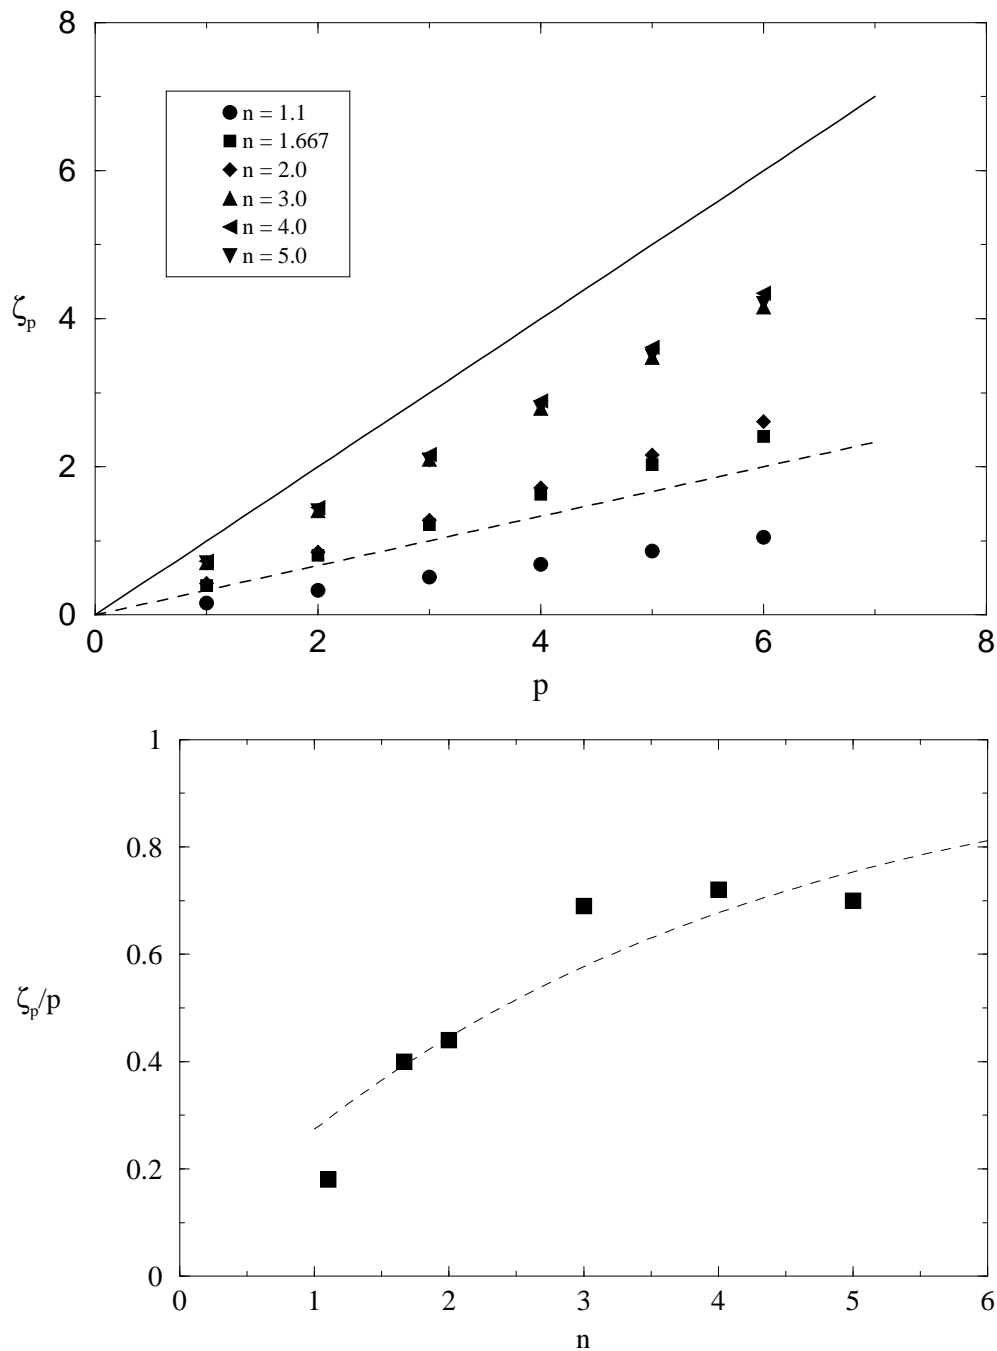 8
n = 1.1
n = 1.667
n = 2.0
n = 3.0
n = 4.0
n = 5.0
6
4
ζp
2
0
0 2 4 6 8
p
1
0.8
0.6
ζp/p
0.4
0.2
0
0 1 2 3 4 5 6
n